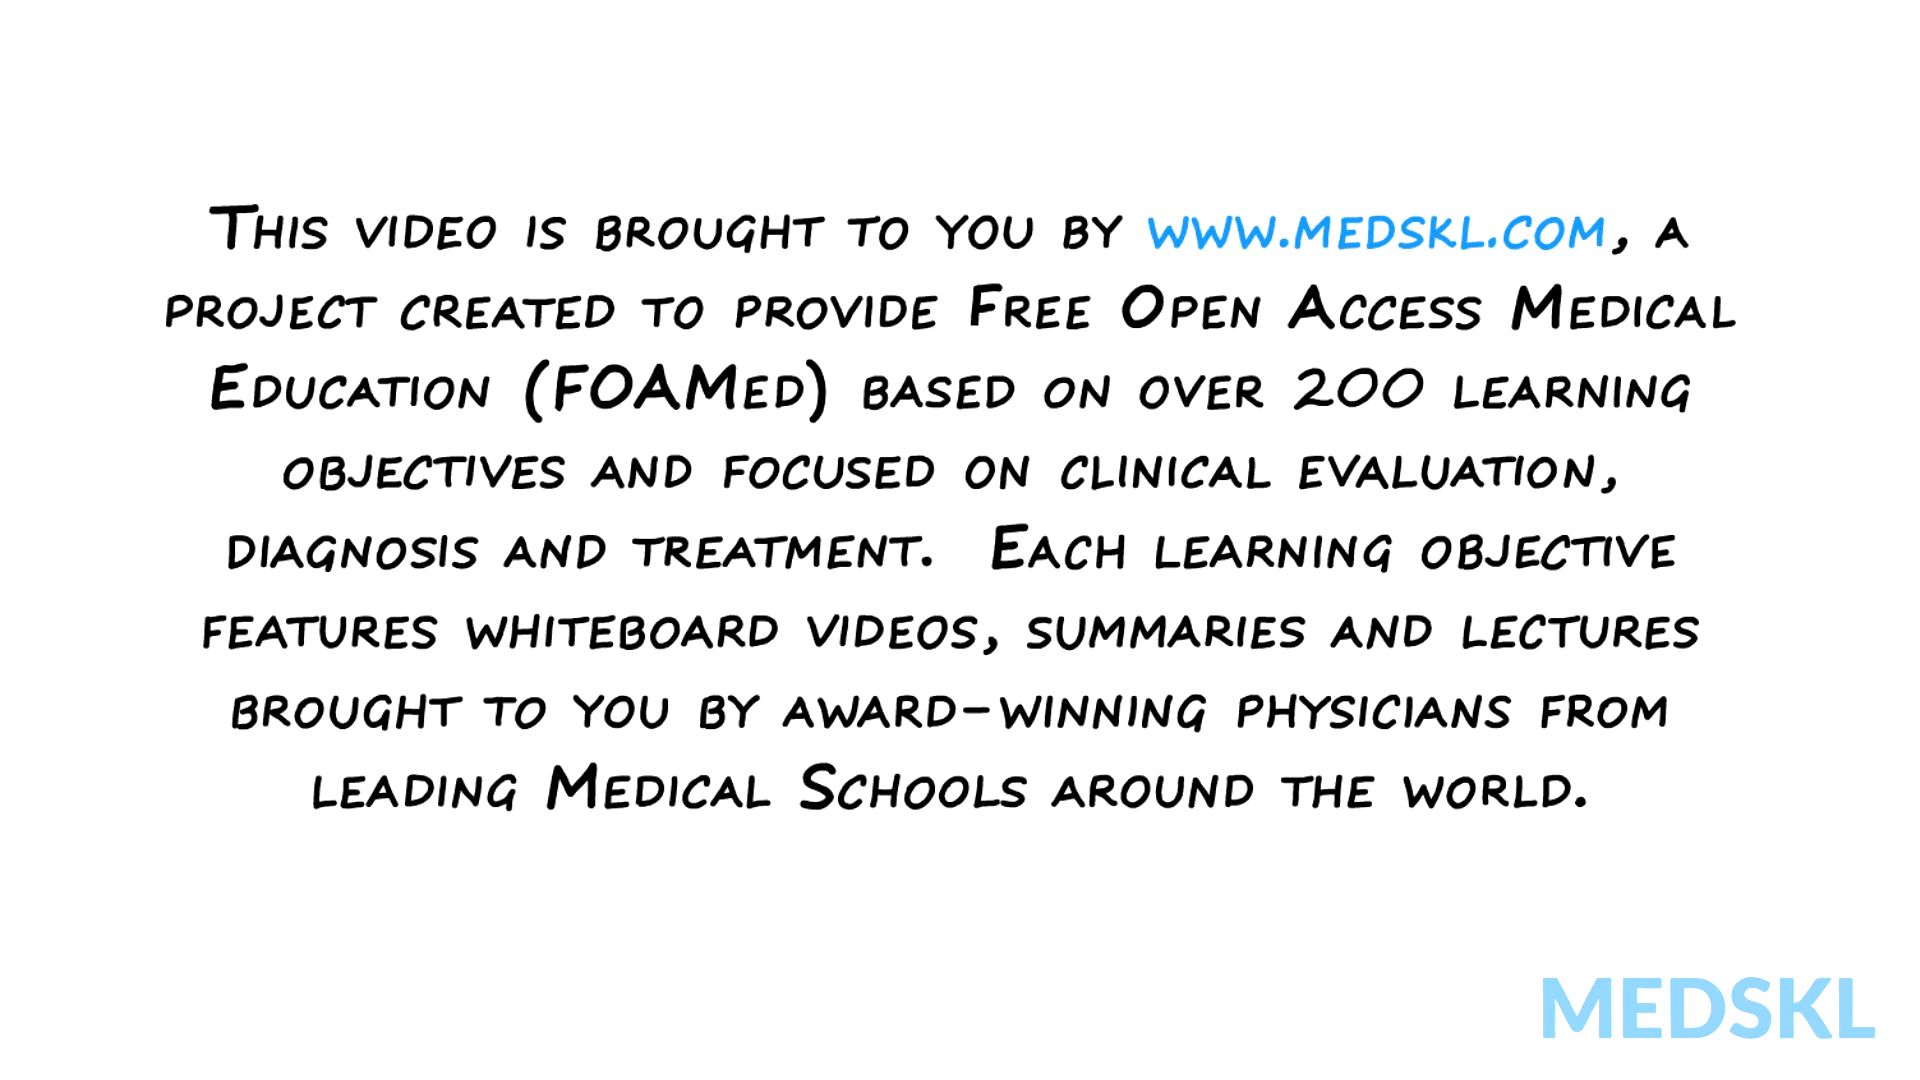 This video is brought to you by www.medskl.com, a
project created to provide Free Open Access Medical
Education (FOAMed) based on over 200 learning
objectives and focused on clinical evaluation,
diagnosis and treatment.  Each learning objective
features whiteboard videos, summaries and lectures
brought to you by award-winning physicians from
leading Medical Schools around the world.
MEDSKL